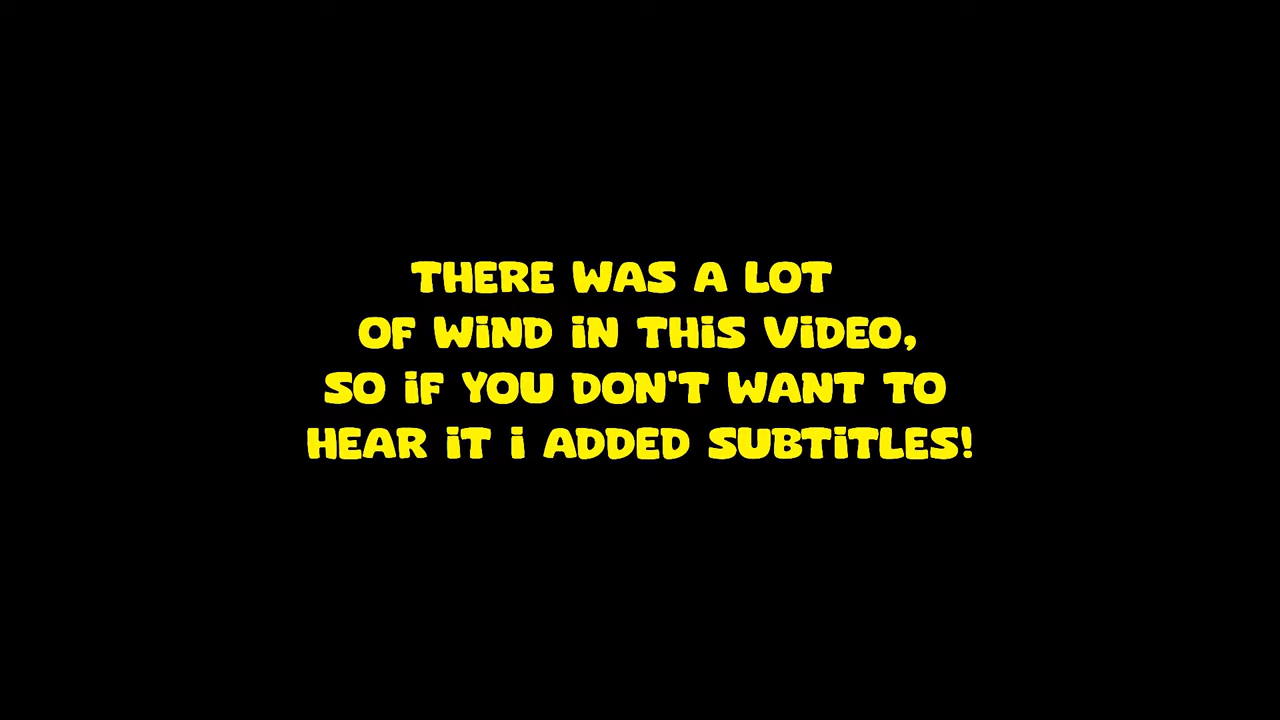 THERE WAS A LOT
OF WiND iN THiS ViDEO,
SO iF YOU DON'T WANT TO
HEAR iT i ADDED SUBTiTLES!